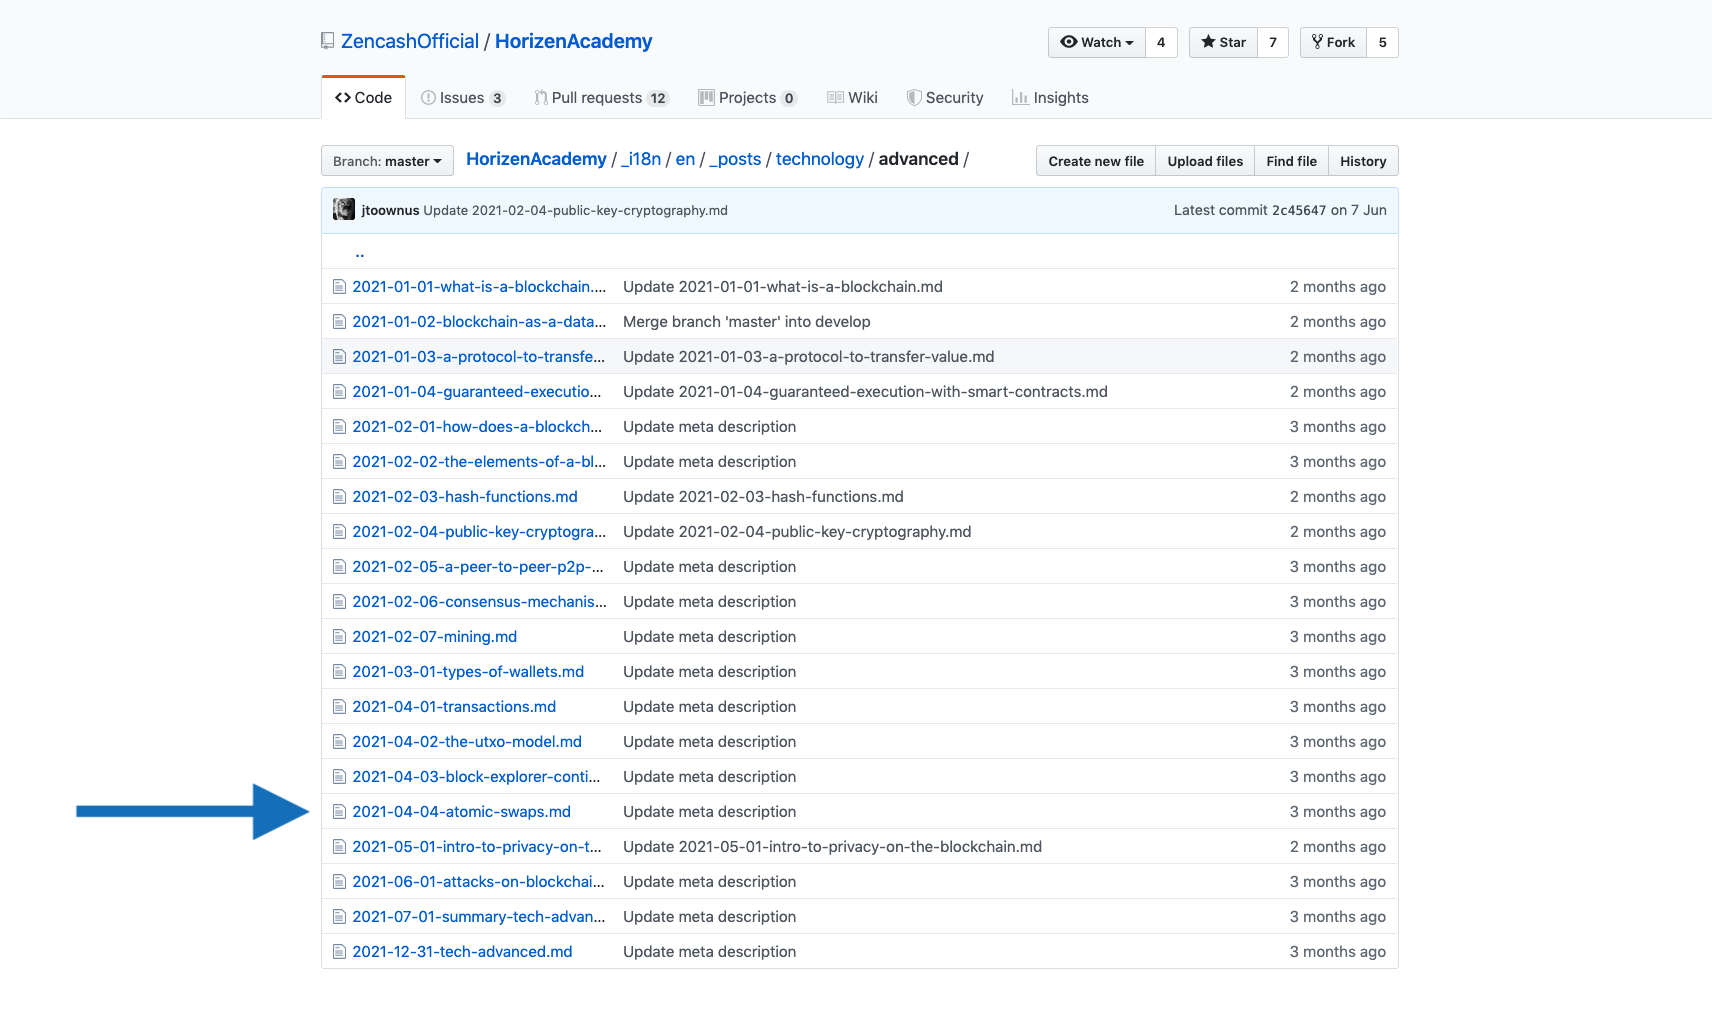 ZencashOfficial / HorizenAcademy
Watch 4 Star 7 Fork 5
Code Issues 3 Pull requests 12 Projects 0 Wiki Security Insights
Branch: master HorizenAcademy / _i18n / en / _posts / technology / advanced / Create new file Upload files Find file History
jtoownus Update 2021-02-04-public-key-cryptography.md Latest commit 2c45647 on 7 Jun
..
2021-01-01-what-is-a-blockchain.... Update 2021-01-01-what-is-a-blockchain.md 2 months ago
2021-01-02-blockchain-as-a-data... Merge branch 'master' into develop 2 months ago
2021-01-03-a-protocol-to-transfe... Update 2021-01-03-a-protocol-to-transfer-value.md 2 months ago
2021-01-04-guaranteed-executio... Update 2021-01-04-guaranteed-execution-with-smart-contracts.md 2 months ago
2021-02-01-how-does-a-blockch... Update meta description 3 months ago
2021-02-02-the-elements-of-a-bl... Update meta description 3 months ago
2021-02-03-hash-functions.md Update 2021-02-03-hash-functions.md 2 months ago
2021-02-04-public-key-cryptogra... Update 2021-02-04-public-key-cryptography.md 2 months ago
2021-02-05-a-peer-to-peer-p2p-... Update meta description 3 months ago
2021-02-06-consensus-mechanis... Update meta description 3 months ago
2021-02-07-mining.md Update meta description 3 months ago
2021-03-01-types-of-wallets.md Update meta description 3 months ago
2021-04-01-transactions.md Update meta description 3 months ago
2021-04-02-the-utxo-model.md Update meta description 3 months ago
2021-04-03-block-explorer-conti... Update meta description 3 months ago
2021-04-04-atomic-swaps.md Update meta description 3 months ago
2021-05-01-intro-to-privacy-on-t... Update 2021-05-01-intro-to-privacy-on-the-blockchain.md 2 months ago
2021-06-01-attacks-on-blockchai... Update meta description 3 months ago
2021-07-01-summary-tech-advan... Update meta description 3 months ago
2021-12-31-tech-advanced.md Update meta description 3 months ago